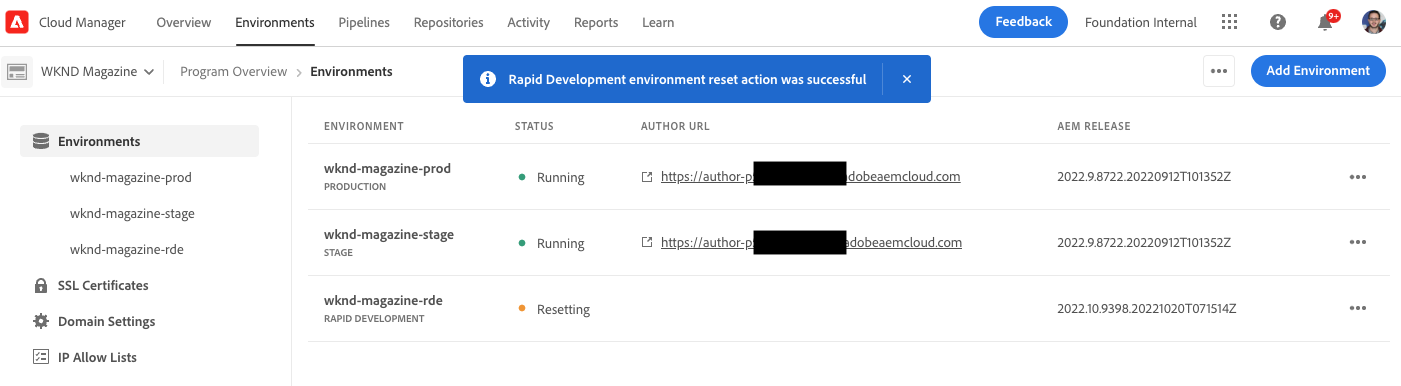 Cloud Manager Overview Environments Pipelines Repositories Activity Reports Learn Feedback Foundation Internal 9+
WKND Magazine Program Overview Environments Rapid Development environment reset action was successful Add Environment
Environments
wknd-magazine-prod
wknd-magazine-stage
wknd-magazine-rde
SSL Certificates
Domain Settings
IP Allow Lists
ENVIRONMENT STATUS AUTHOR URL AEM RELEASE
wknd-magazine-prod Running https://author-p adobeaemcloud.com 2022.9.8722.20220912T101352Z
PRODUCTION
wknd-magazine-stage Running https://author-p adobeaemcloud.com 2022.9.8722.20220912T101352Z
STAGE
wknd-magazine-rde Resetting 2022.10.9398.20221020T071514Z
RAPID DEVELOPMENT